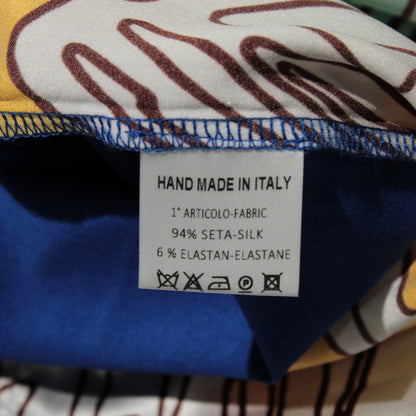 HAND MADE IN ITALY
1° ARTICOLO-FABRIC
94% SETA-SILK
6 % ELASTAN-ELASTANE
P